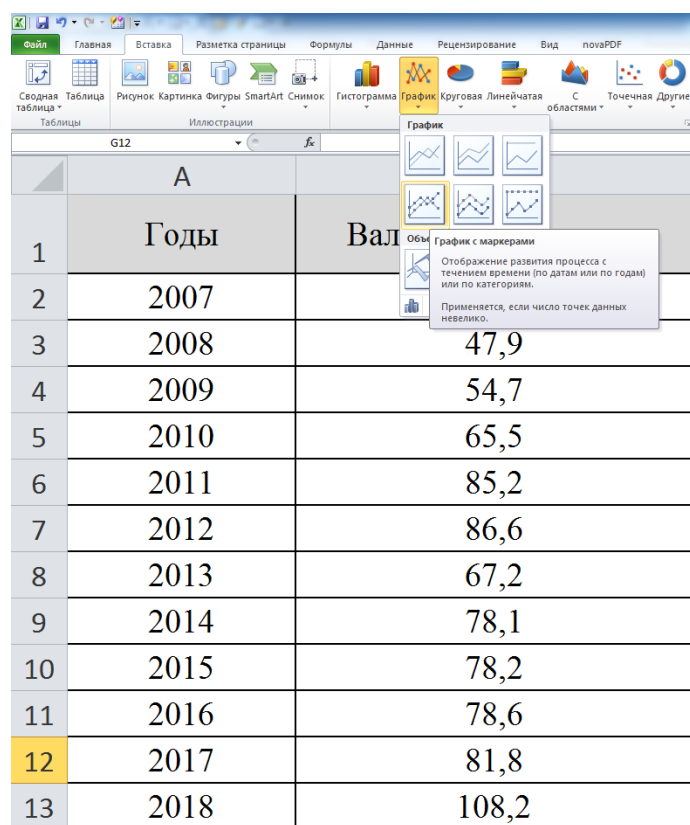 Файл Главная Вставка Разметка страницы Формулы Данные Рецензирование Вид novaPDF
Сводная таблица Таблица Рисунок Картинка Фигуры SmartArt Снимок Гистограмма График Круговая Линейчатая С областями Точечная Другие
Таблицы Иллюстрации
График
G12 fx
A
График с маркерами
Отображение развития процесса с
течением времени (по датам или по годам)
или по категориям.
Применяется, если число точек данных
невелико.
1 Годы Вал
2 2007
3 2008 47,9
4 2009 54,7
5 2010 65,5
6 2011 85,2
7 2012 86,6
8 2013 67,2
9 2014 78,1
10 2015 78,2
11 2016 78,6
12 2017 81,8
13 2018 108,2